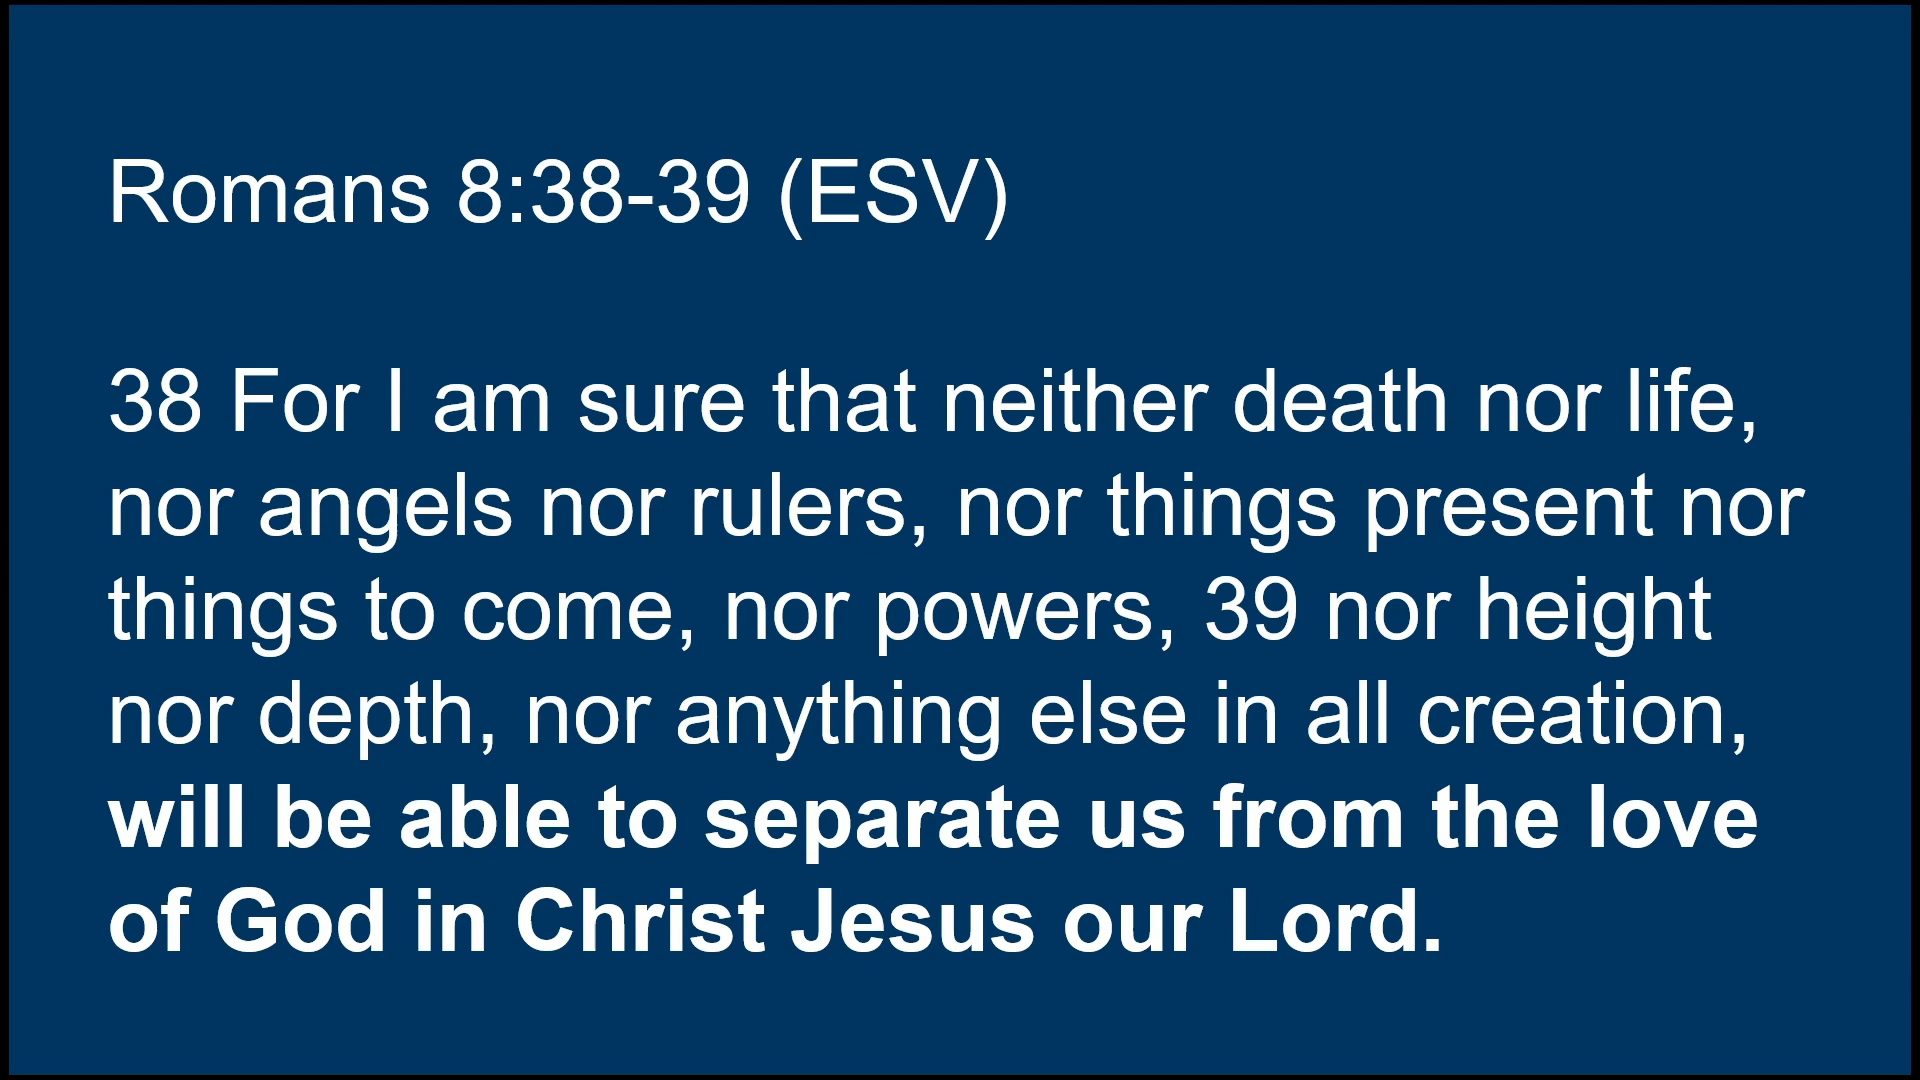 Romans 8:38-39 (ESV)
38 For I am sure that neither death nor life,
nor angels nor rulers, nor things present nor
things to come, nor powers, 39 nor height
nor depth, nor anything else in all creation,
will be able to separate us from the love
of God in Christ Jesus our Lord.